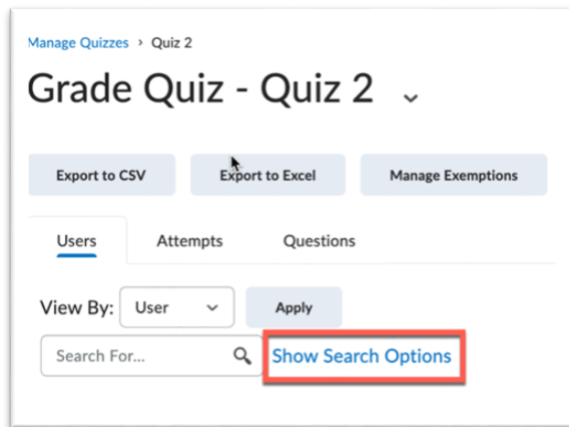 Manage Quizzes › Quiz 2
Grade Quiz - Quiz 2
Export to CSV Export to Excel Manage Exemptions
Users Attempts Questions
View By: User Apply
Search For... Show Search Options